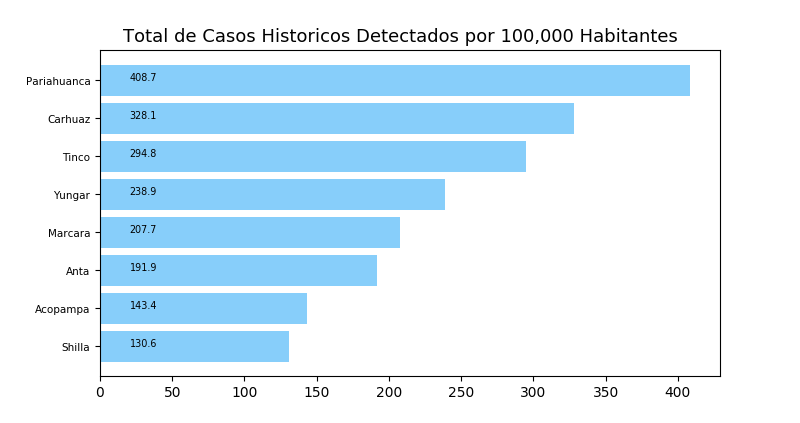 Total de Casos Historicos Detectados por 100,000 Habitantes
Pariahuanca 408.7
Carhuaz 328.1
Tinco 294.8
Yungar 238.9
Marcara 207.7
Anta 191.9
Acopampa 143.4
Shilla 130.6
0 50 100 150 200 250 300 350 400